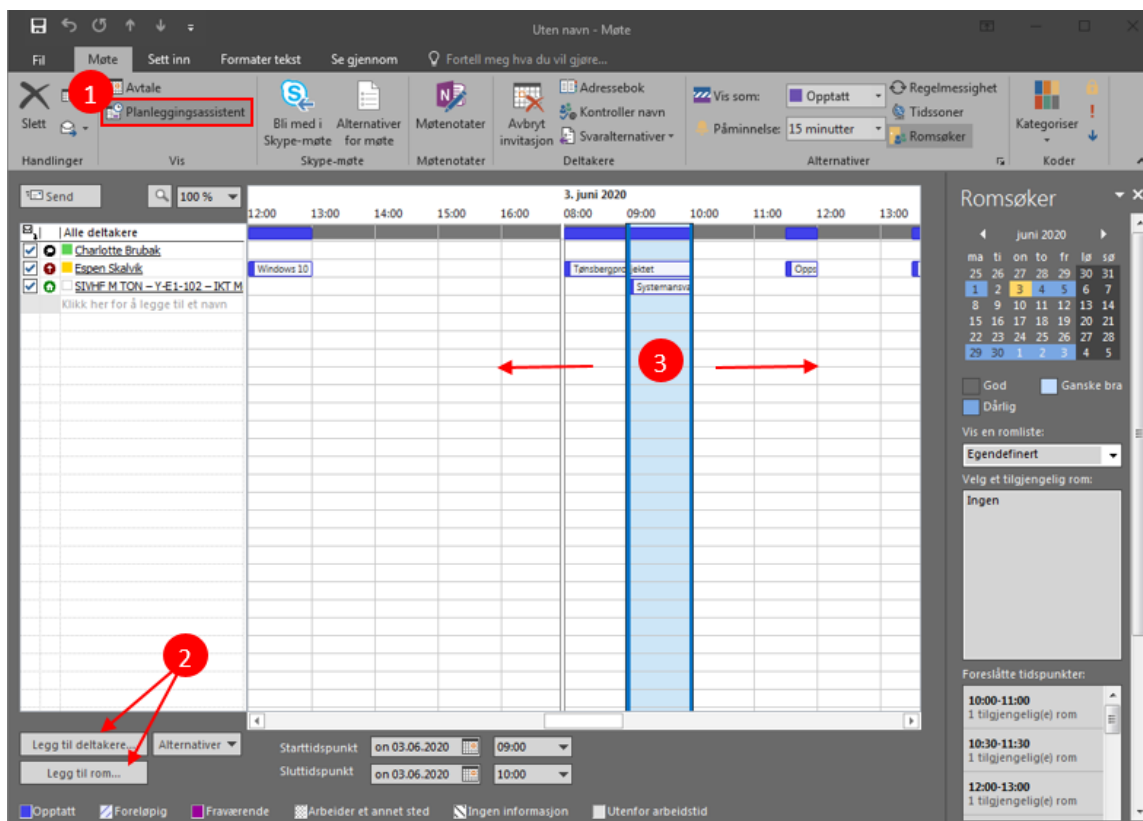 Uten navn - Møte
Fil Møte Sett inn Formater tekst Se gjennom Fortell meg hva du vil gjøre...
1
Slett
Handlinger
Avtale
Planleggingsassistent
Vis
Bli med i Skype-møte
Alternativer for møte
Skype-møte
Møtenotater
Møtenotater
Avbryt invitasjon
Adressebok
Kontroller navn
Svaralternativer
Deltakere
Vis som: Opptatt
Påminnelse: 15 minutter
Regelmessighet
Tidssoner
Romsøker
Alternativer
Kategoriser
Koder
Send 100 %
3. juni 2020
12:00 13:00 14:00 15:00 16:00 08:00 09:00 10:00 11:00 12:00 13:00
Alle deltakere
Charlotte Brubak
Espen Skalvik Windows 10 Tønsbergprosjektet Opps
SIVHF M TON – Y-E1-102 – IKT M Systemansva
Klikk her for å legge til et navn
3
2
Legg til deltakere... Alternativer
Legg til rom...
Starttidspunkt on 03.06.2020 09:00
Sluttidspunkt on 03.06.2020 10:00
Opptatt Foreløpig Fraværende Arbeider et annet sted Ingen informasjon Utenfor arbeidstid
Romsøker
juni 2020
ma ti on to fr lø sø
25 26 27 28 29 30 31
1 2 3 4 5 6 7
8 9 10 11 12 13 14
15 16 17 18 19 20 21
22 23 24 25 26 27 28
29 30 1 2 3 4 5
God Ganske bra
Dårlig
Vis en romliste:
Egendefinert
Velg et tilgjengelig rom:
Ingen
Foreslåtte tidspunkter:
10:00-11:00
1 tilgjengelig(e) rom
10:30-11:30
1 tilgjengelig(e) rom
12:00-13:00
1 tilgjengelig(e) rom